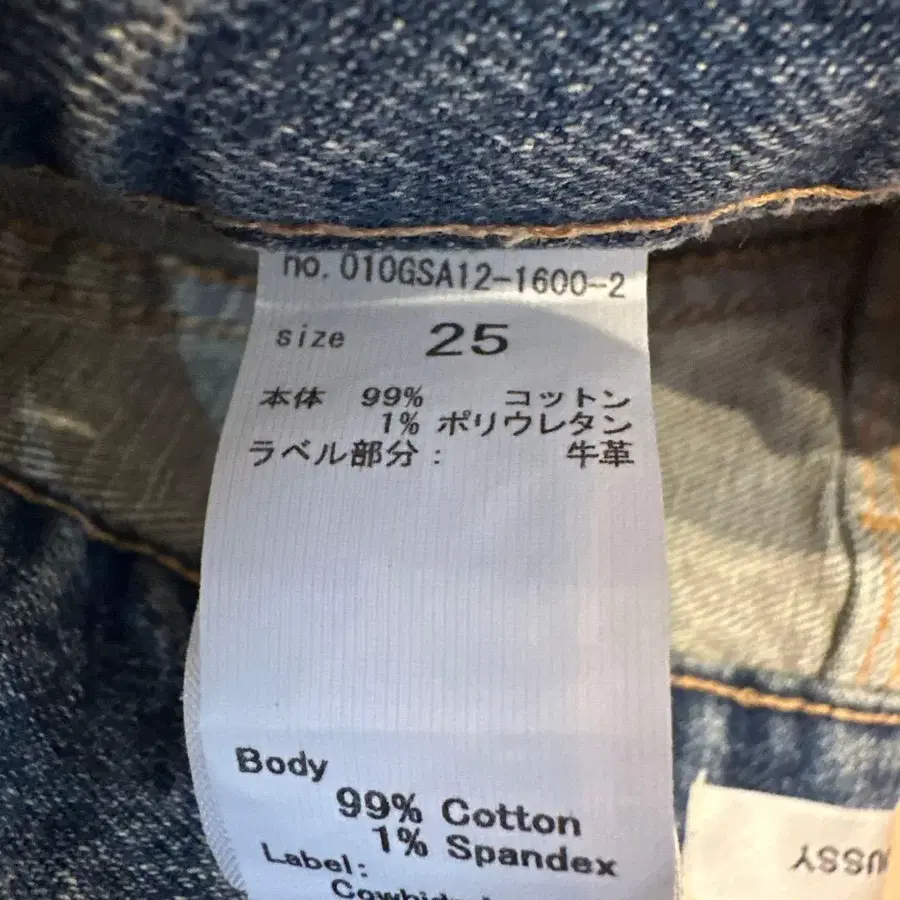 no. 010GSA12-1600-2
size 25
本体 99% コットン
1% ポリウレタン
ラベル部分： 牛革
Body
99% Cotton
1% Spandex
Label: